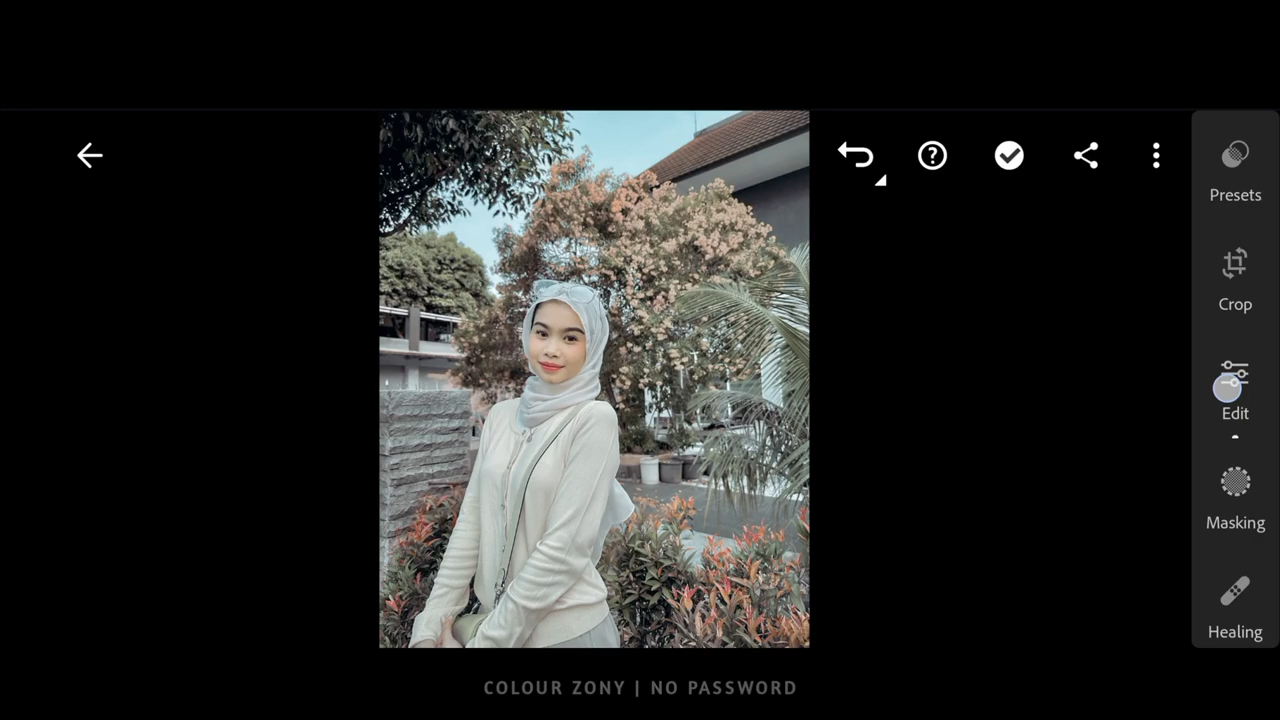 Presets
Crop
Edit
Masking
Healing
COLOUR ZONY | NO PASSWORD